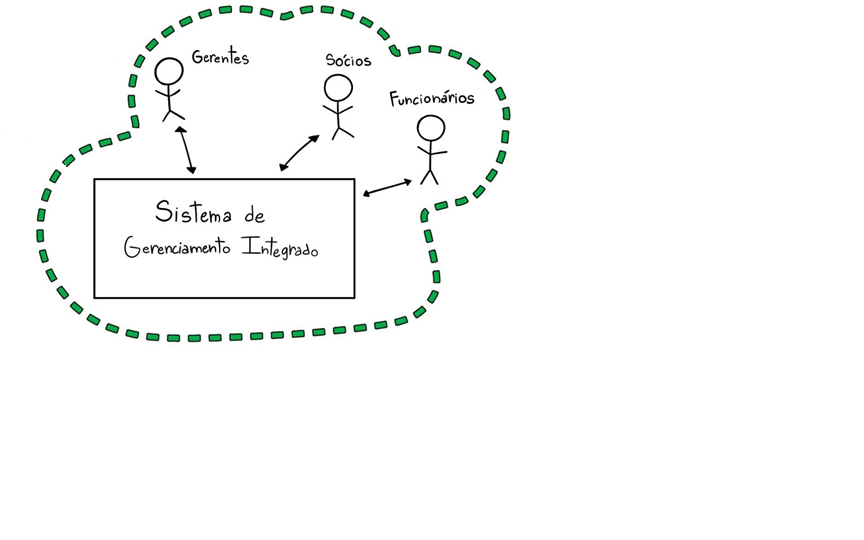 Gerentes
Sócios
Funcionários
Sistema de
Gerenciamento Integrado